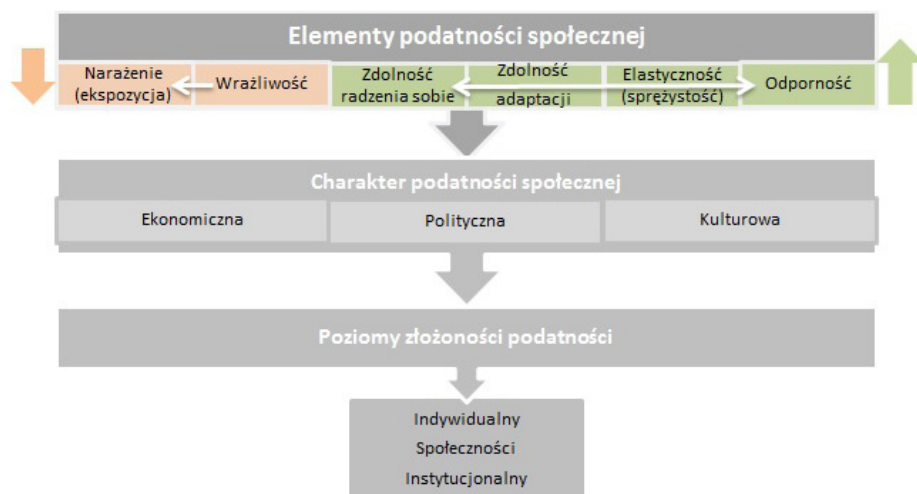 Elementy podatności społecznej
Narażenie
(ekspozycja)
Wrażliwość
Zdolność
radzenia sobie
Zdolność
adaptacji
Elastyczność
(sprężystość)
Odporność
Charakter podatności społecznej
Ekonomiczna
Polityczna
Kulturowa
Poziomy złożoności podatności
Indywidualny
Społeczności
Instytucjonalny